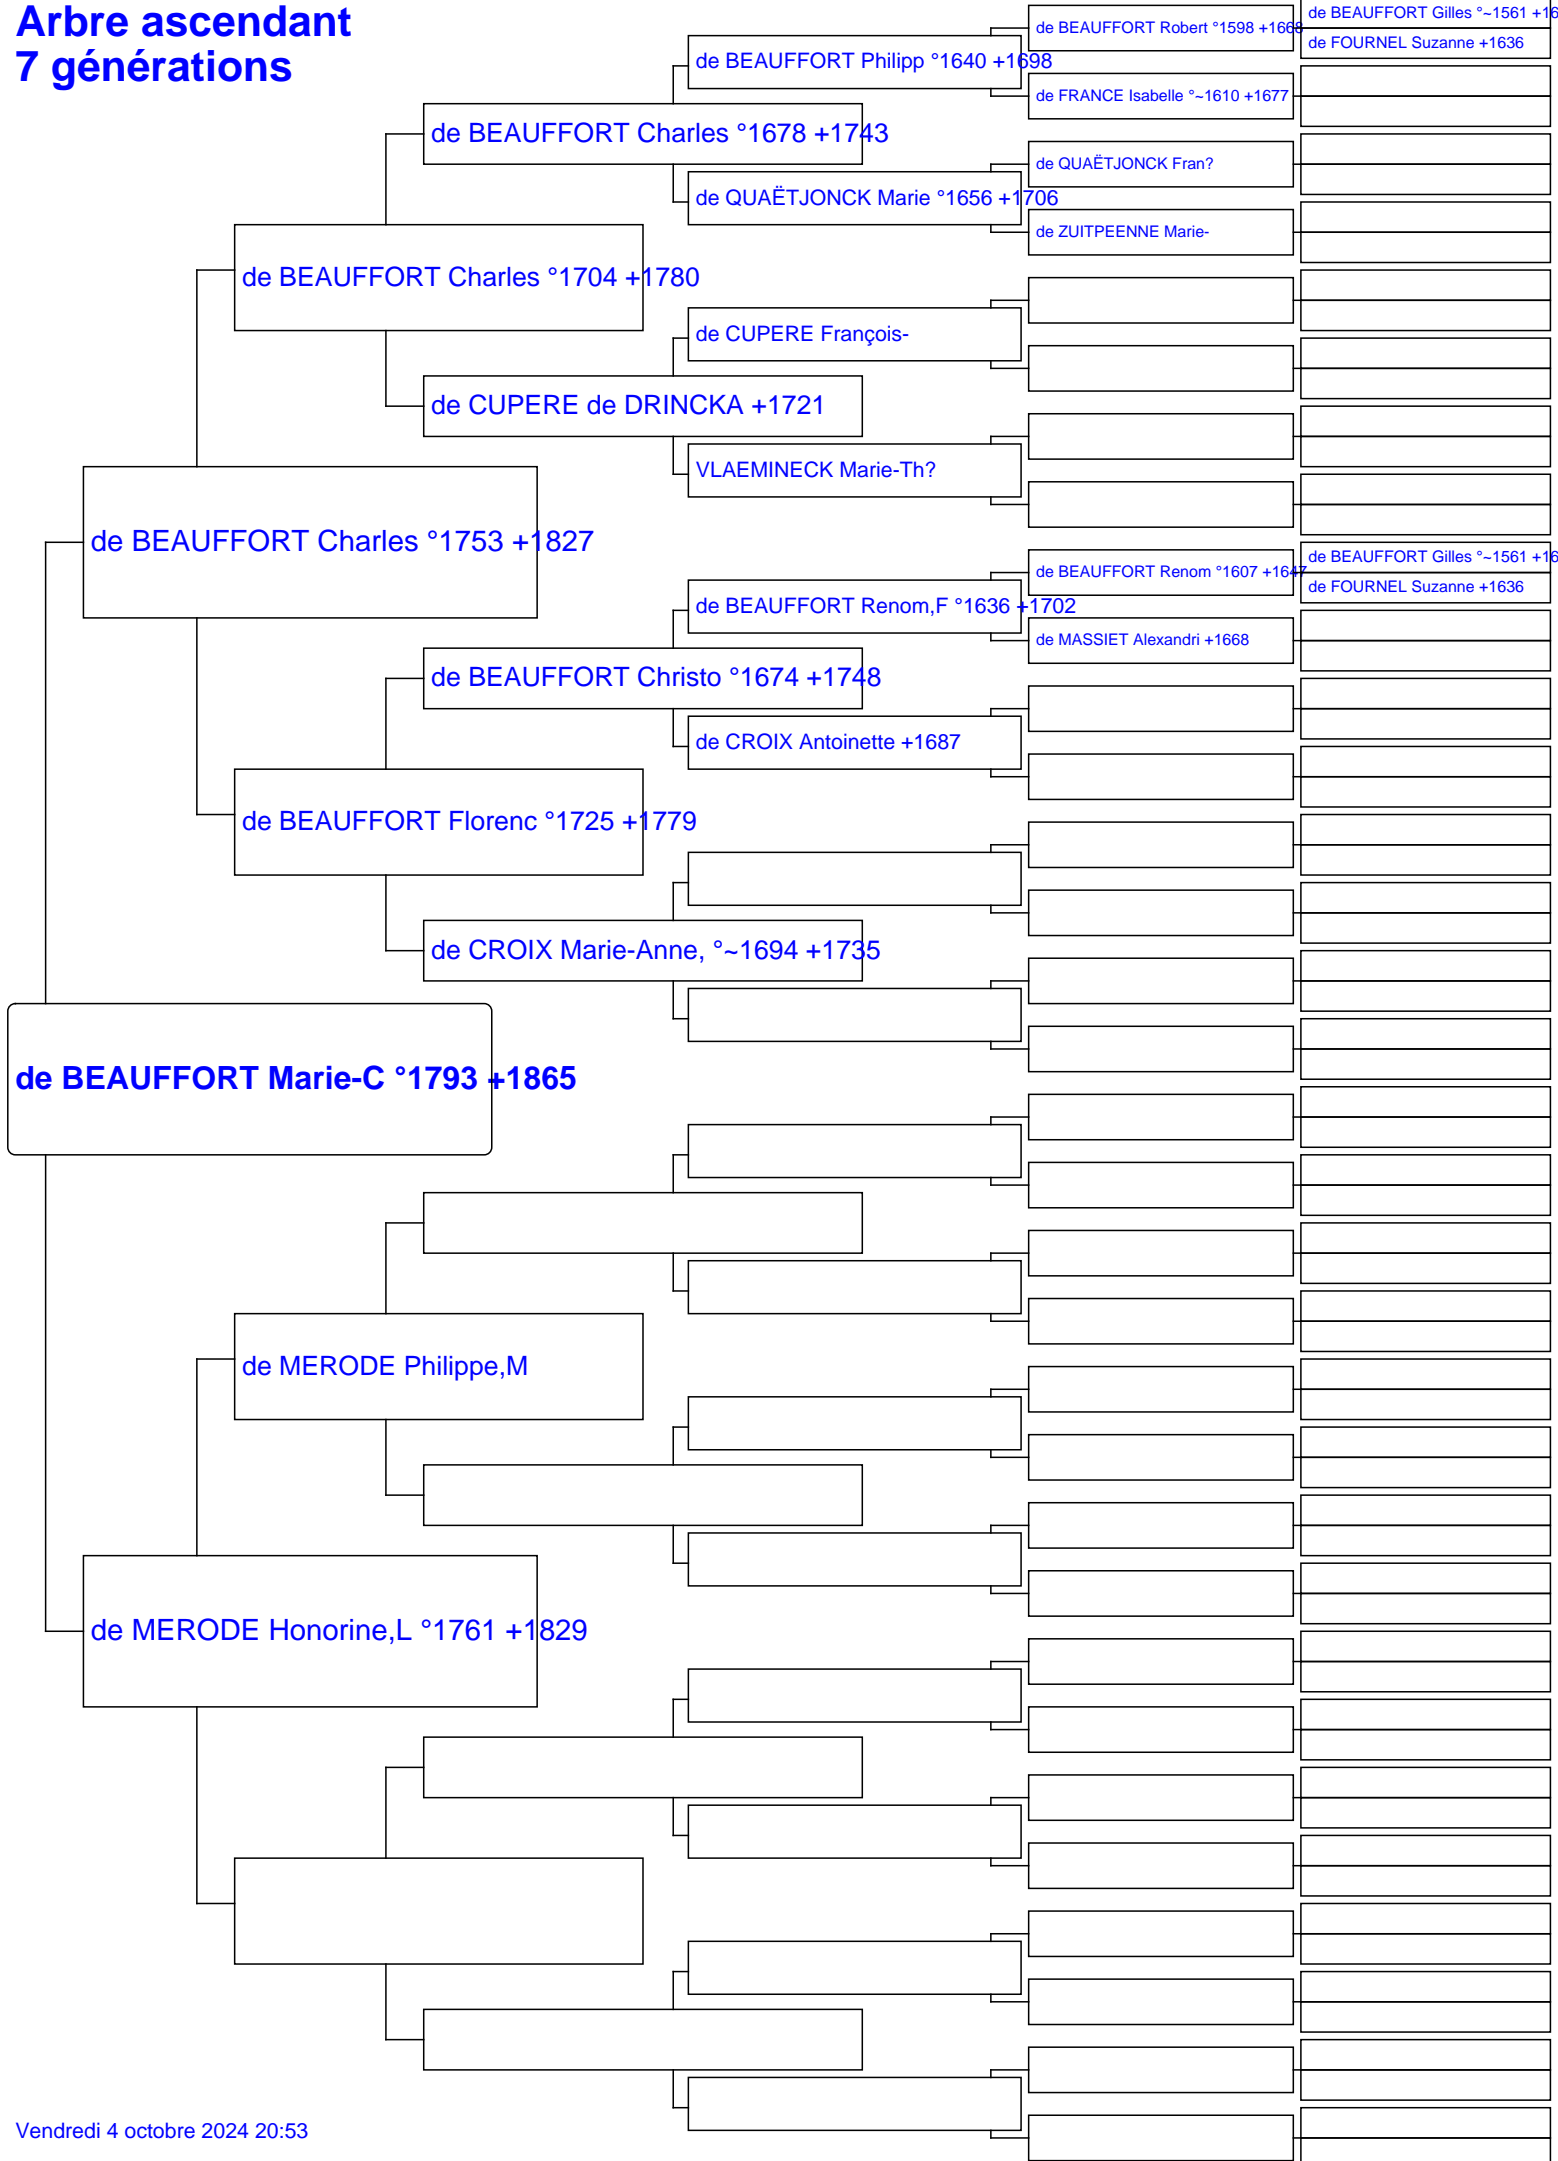 Arbre ascendant
7 générations
de BEAUFFORT Gilles °~1561 +16
de BEAUFFORT Robert °1598 +1668
de FOURNEL Suzanne +1636
de BEAUFFORT Philipp °1640 +1698
de FRANCE Isabelle °~1610 +1677
de BEAUFFORT Charles °1678 +1743
de QUAËTJONCK Fran?
de QUAËTJONCK Marie °1656 +1706
de ZUITPEENNE Marie-
de BEAUFFORT Charles °1704 +1780
de CUPERE François-
de CUPERE de DRINCKA +1721
VLAEMINECK Marie-Th?
de BEAUFFORT Charles °1753 +1827
de BEAUFFORT Gilles °~1561 +16
de BEAUFFORT Renom °1607 +1647
de FOURNEL Suzanne +1636
de BEAUFFORT Renom,F °1636 +1702
de MASSIET Alexandri +1668
de BEAUFFORT Christo °1674 +1748
de CROIX Antoinette +1687
de BEAUFFORT Florenc °1725 +1779
de CROIX Marie-Anne, °~1694 +1735
de BEAUFFORT Marie-C °1793 +1865
de MERODE Philippe,M
de MERODE Honorine,L °1761 +1829
Vendredi 4 octobre 2024 20:53